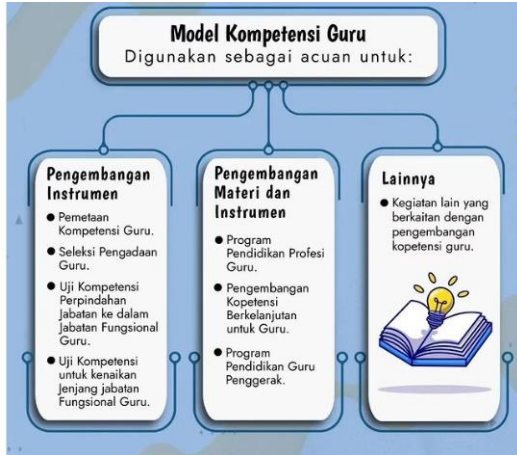 Model Kompetensi Guru
Digunakan sebagai acuan untuk:
Pengembangan
Instrumen
Pemetaan
Kompetensi Guru.
Seleksi Pengadaan
Guru.
Uji Kompetensi
Perpindahan
Jabatan ke dalam
Jabatan Fungsional
Guru.
Uji Kompetensi
untuk kenaikan
Jenjang jabatan
Fungsional Guru.
Pengembangan
Materi dan
Instrumen
Program
Pendidikan Profesi
Guru.
Pengembangan
Kopetensi
Berkelanjutan
untuk Guru.
Program
Pendidikan Guru
Penggerak.
Lainnya
Kegiatan lain yang
berkaitan dengan
pengembangan
kopetensi guru.